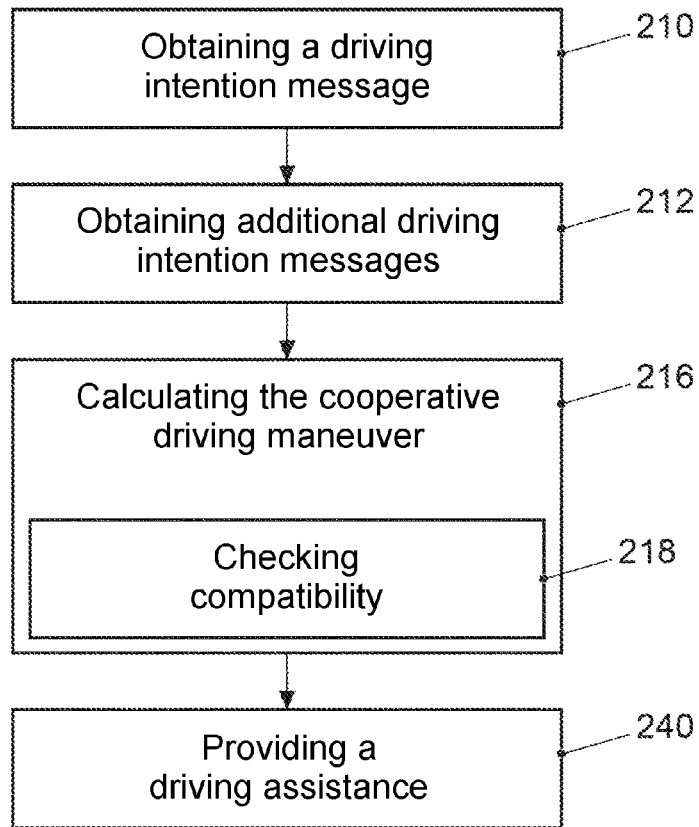 Obtaining a driving
intention message
210
Obtaining additional driving
intention messages
212
Calculating the cooperative
driving maneuver
216
Checking
compatibility
218
Providing a
driving assistance
240